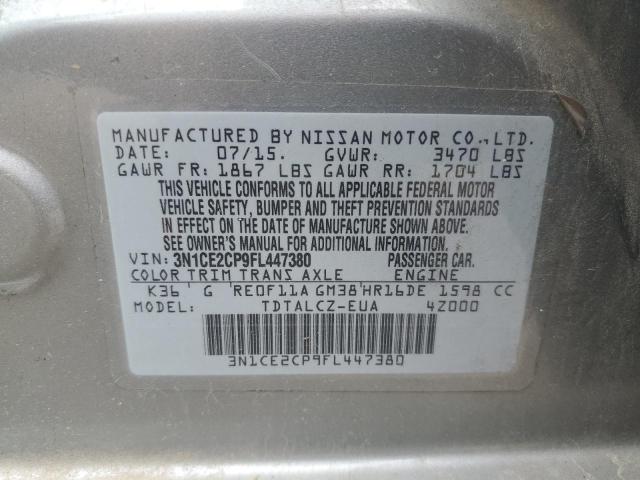 MANUFACTURED BY NISSAN MOTOR CO., LTD.
DATE: 07/15. GVWR: 3470 LBS
GAWR FR: 1867 LBS GAWR RR: 1704 LBS
THIS VEHICLE CONFORMS TO ALL APPLICABLE FEDERAL MOTOR
VEHICLE SAFETY, BUMPER AND THEFT PREVENTION STANDARDS
IN EFFECT ON THE DATE OF MANUFACTURE SHOWN ABOVE.
SEE OWNER'S MANUAL FOR ADDITIONAL INFORMATION.
VIN: 3N1CE2CP9FL447380 PASSENGER CAR.
COLOR TRIM TRANS AXLE ENGINE
K36 G RE0F11A GM38 HR16DE 1598 CC
MODEL: TDTALCZ-EUA 4Z000
3N1CE2CP9FL447380